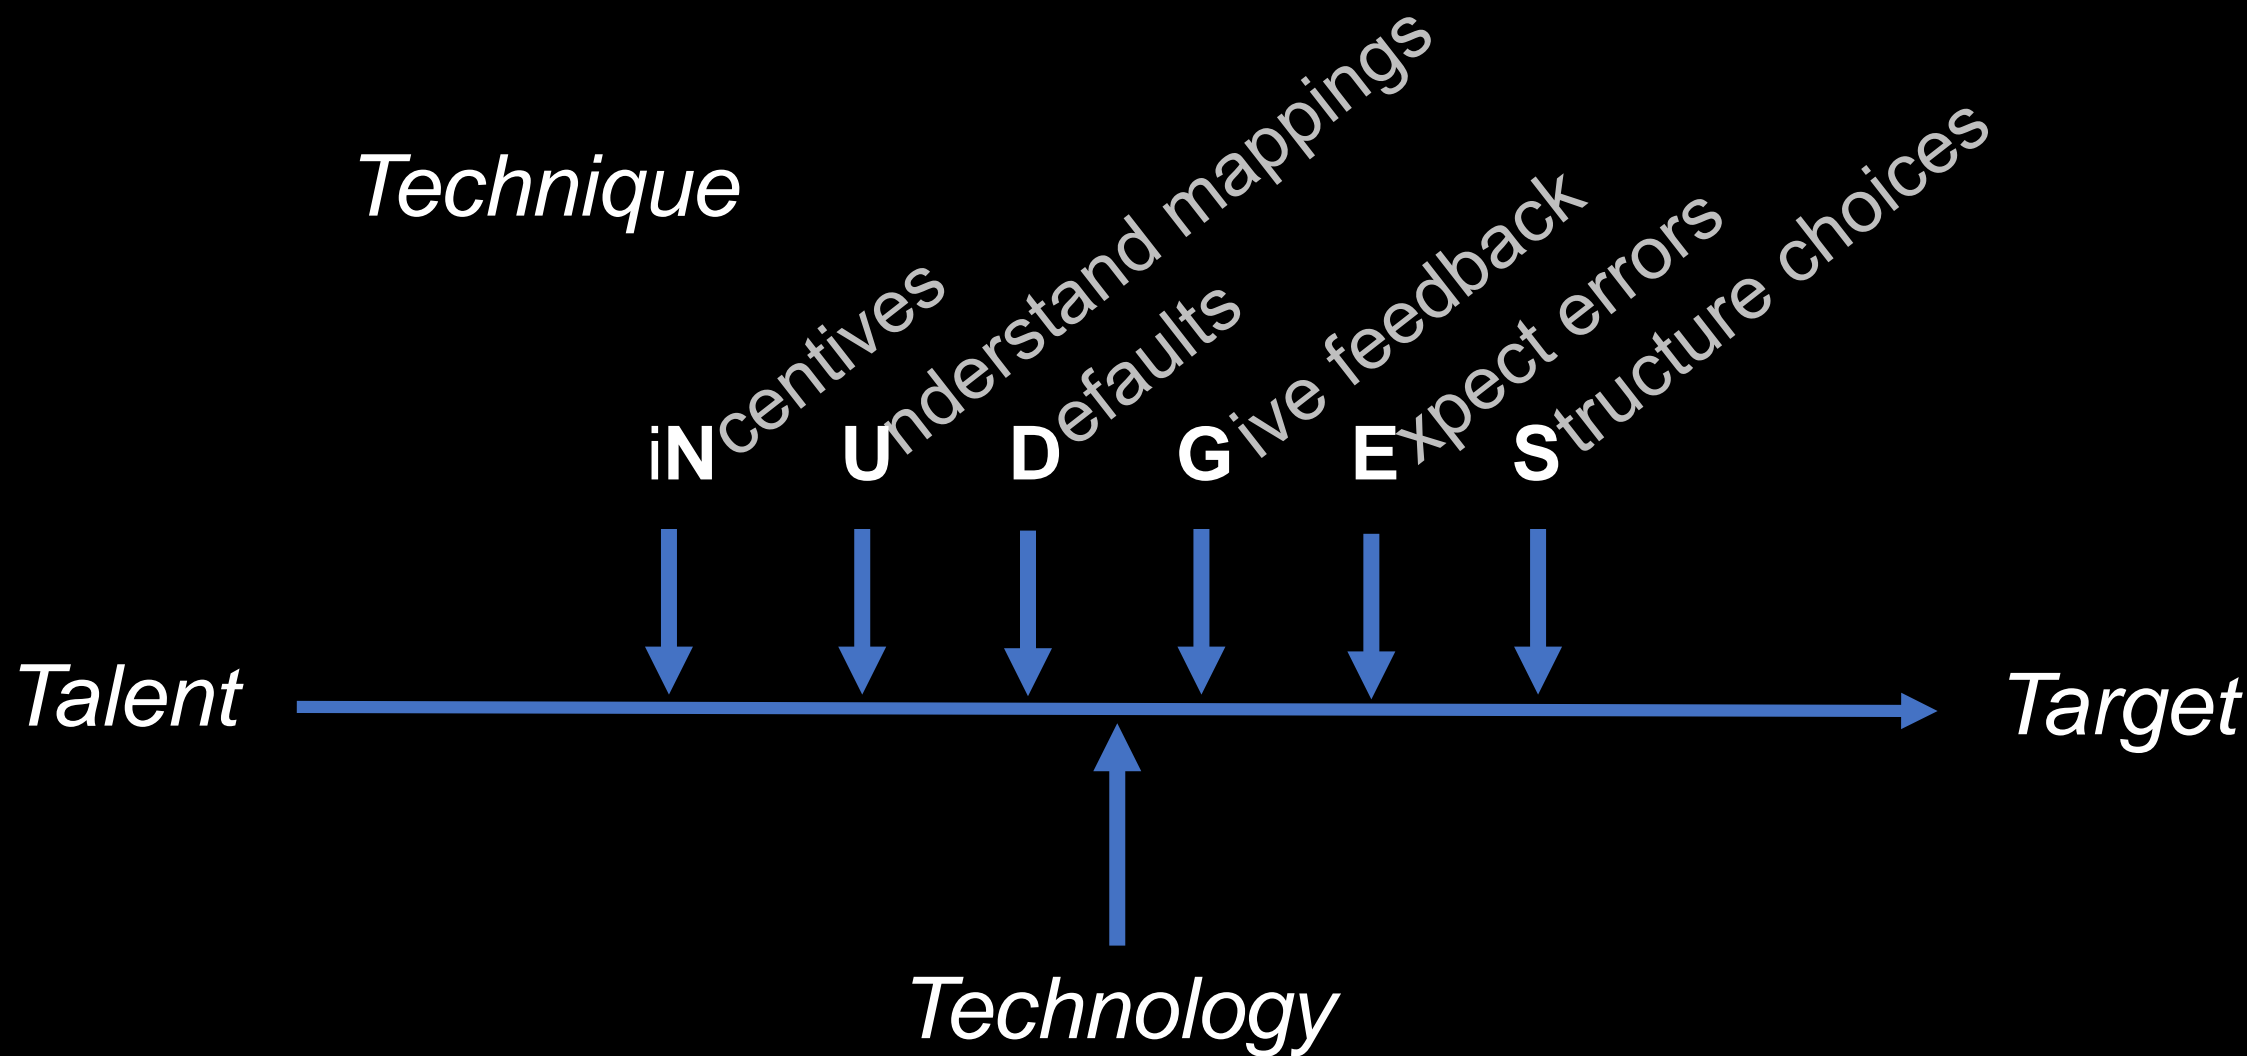 Technique
iNcentives
Understand mappings
Defaults
Give feedback
Expect errors
Structure choices
Talent
Target
Technology